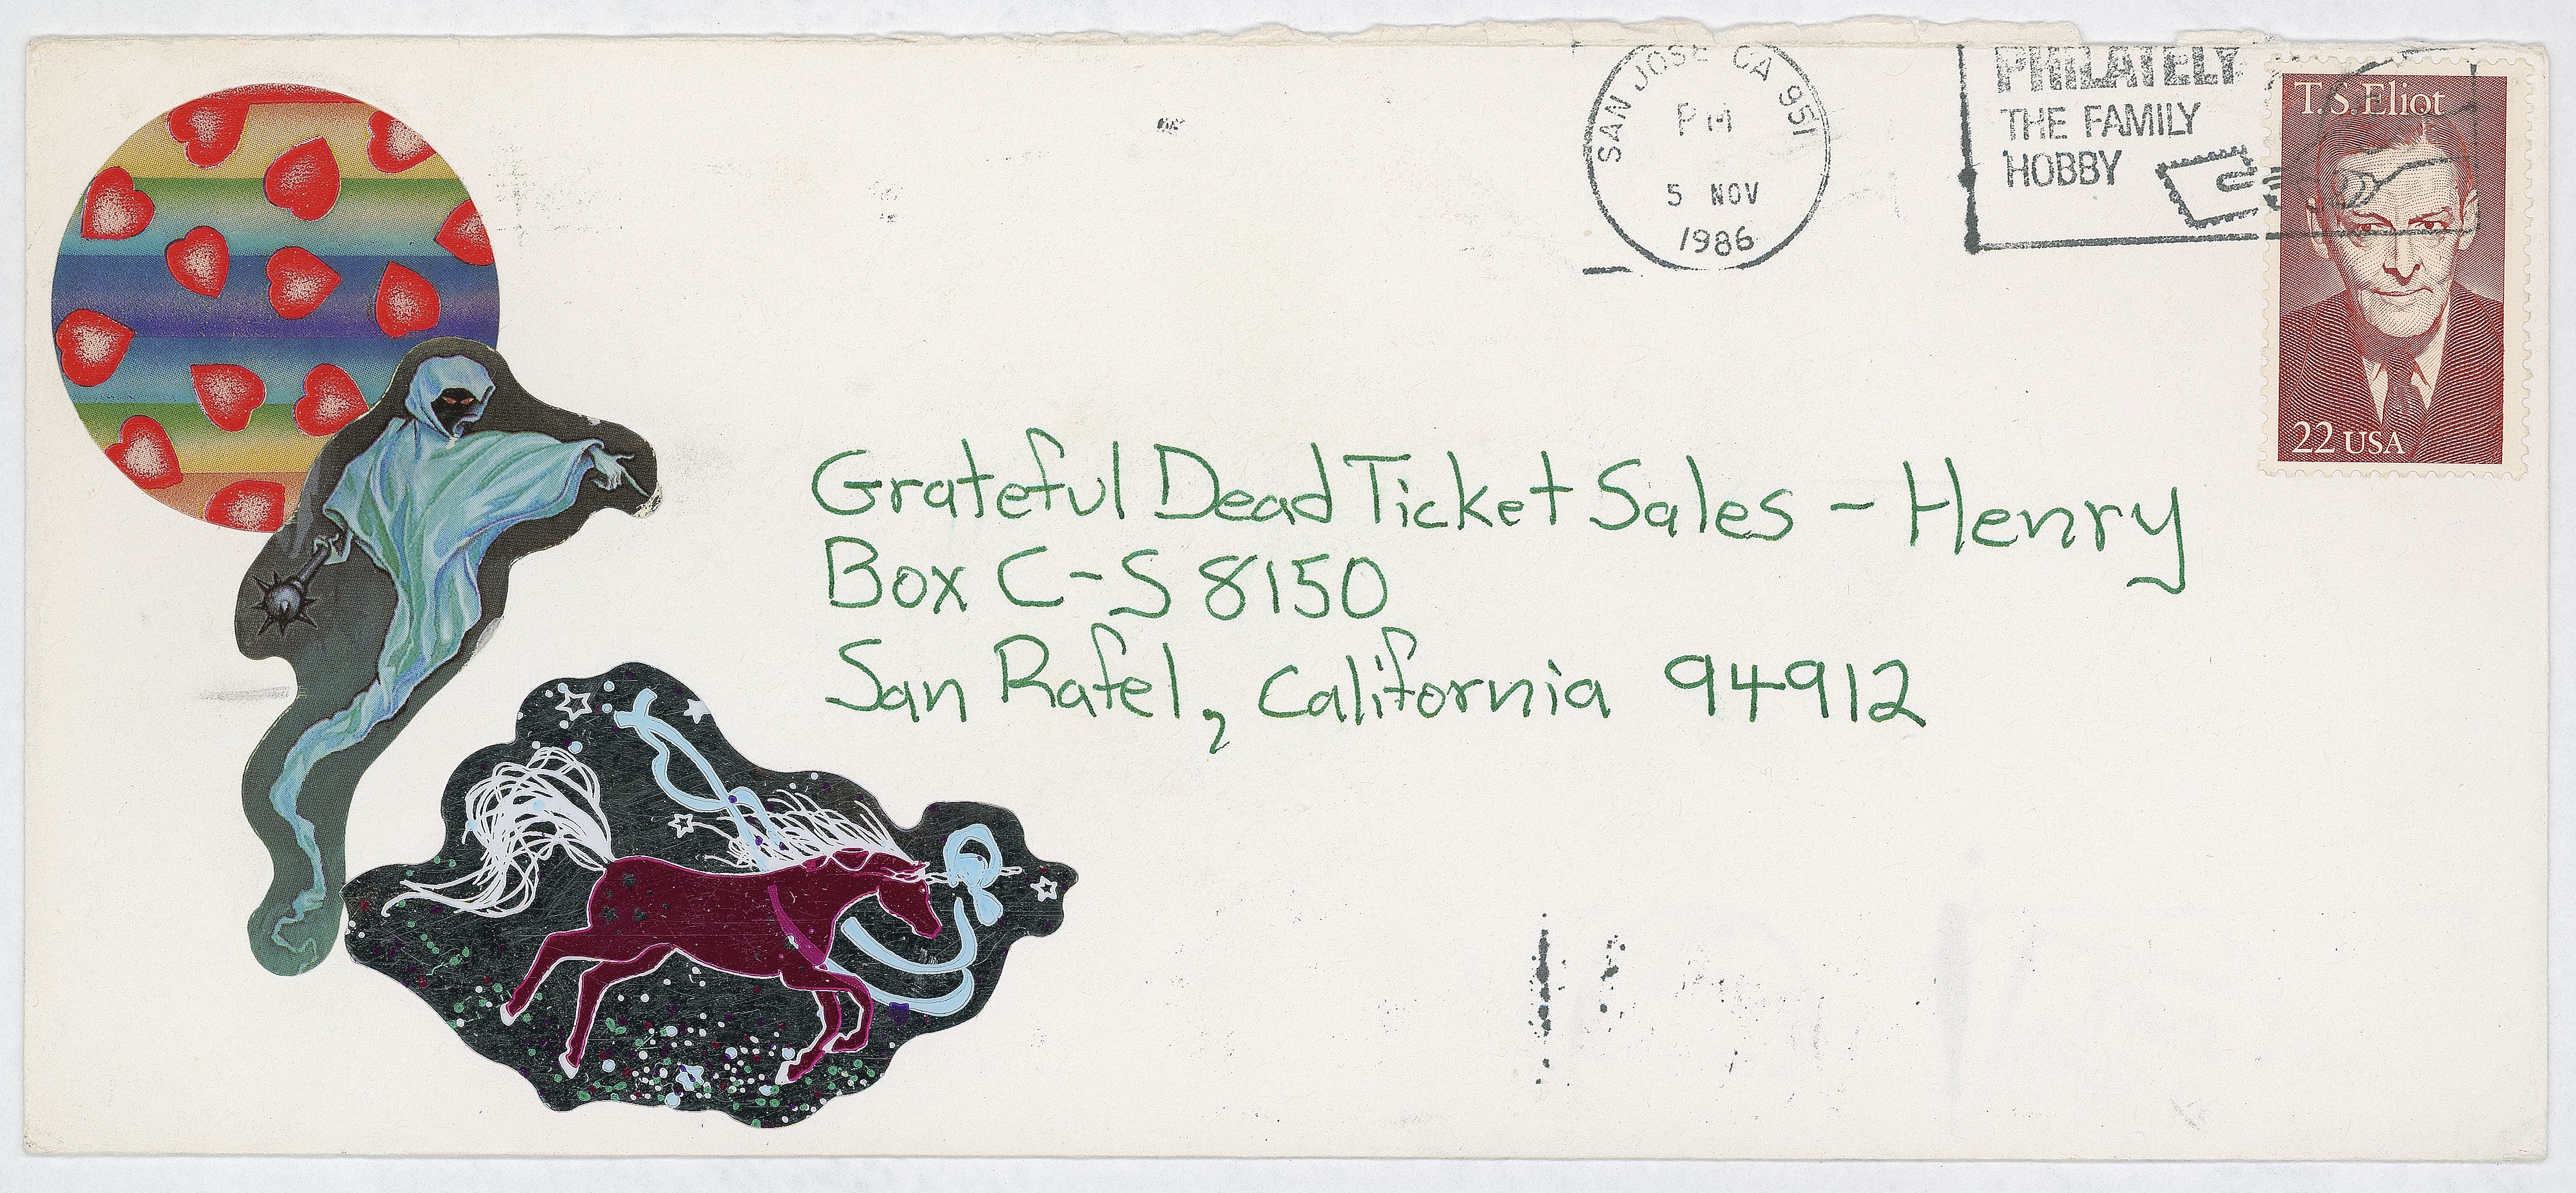 SAN JOSE CA 951
PM
5 NOV
1986
PHILATELY
THE FAMILY
HOBBY
T.S. Eliot
22 USA
Grateful Dead Ticket Sales - Henry
Box C-S 8150
San Rafel, California 94912